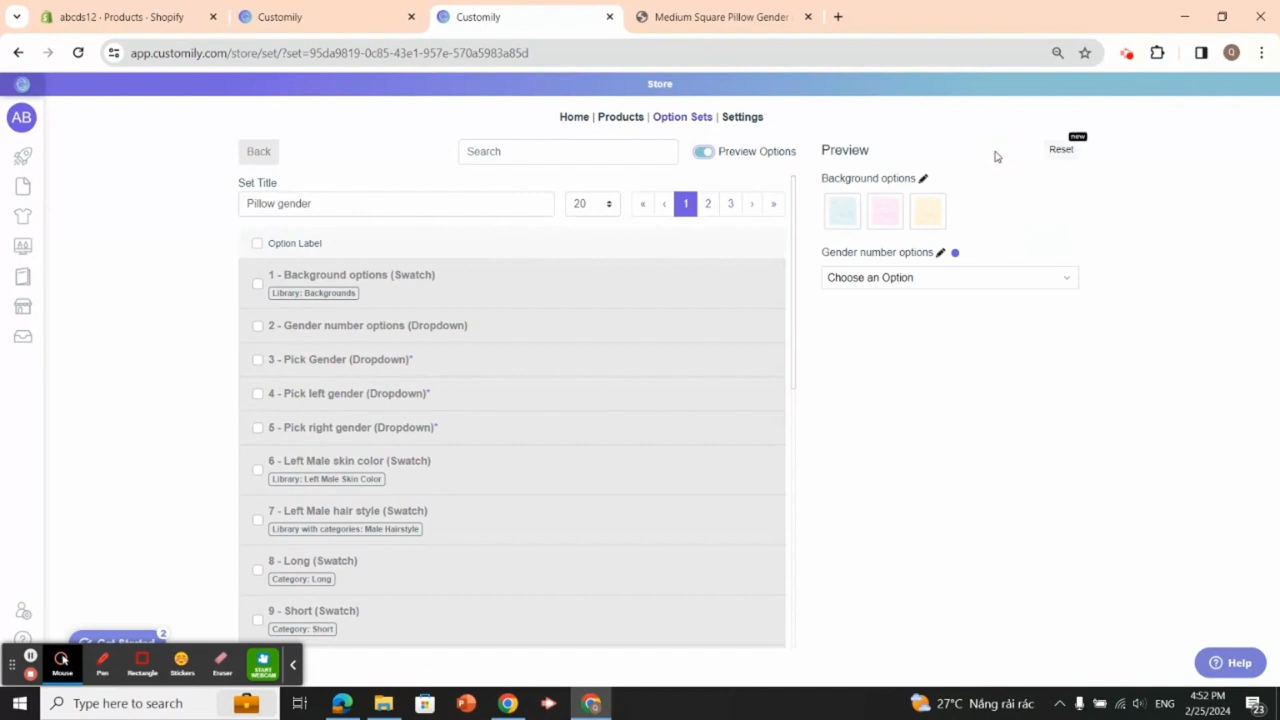 abcds12 · Products · Shopify
Customily
Customily
Medium Square Pillow Gender
app.customily.com/store/set/?set=95da9819-0c85-43e1-957e-570a5983a85d
Q
Store
AB
Home | Products | Option Sets | Settings
Back
Search
Preview Options
Preview
new
Reset
Set Title
Pillow gender
20
« ‹ 1 2 3 › »
Background options
Gender number options
Choose an Option
Option Label
1 - Background options (Swatch)
Library: Backgrounds
2 - Gender number options (Dropdown)
3 - Pick Gender (Dropdown)*
4 - Pick left gender (Dropdown)*
5 - Pick right gender (Dropdown)*
6 - Left Male skin color (Swatch)
Library: Left Male Skin Color
7 - Left Male hair style (Swatch)
Library with categories: Male Hairstyle
8 - Long (Swatch)
Category: Long
9 - Short (Swatch)
Category: Short
Get Started
2
Mouse
Pen
Rectangle
Stickers
Eraser
START WEBCAM
Help
Type here to search
27°C Nắng rải rác
ENG
4:52 PM
2/25/2024
23